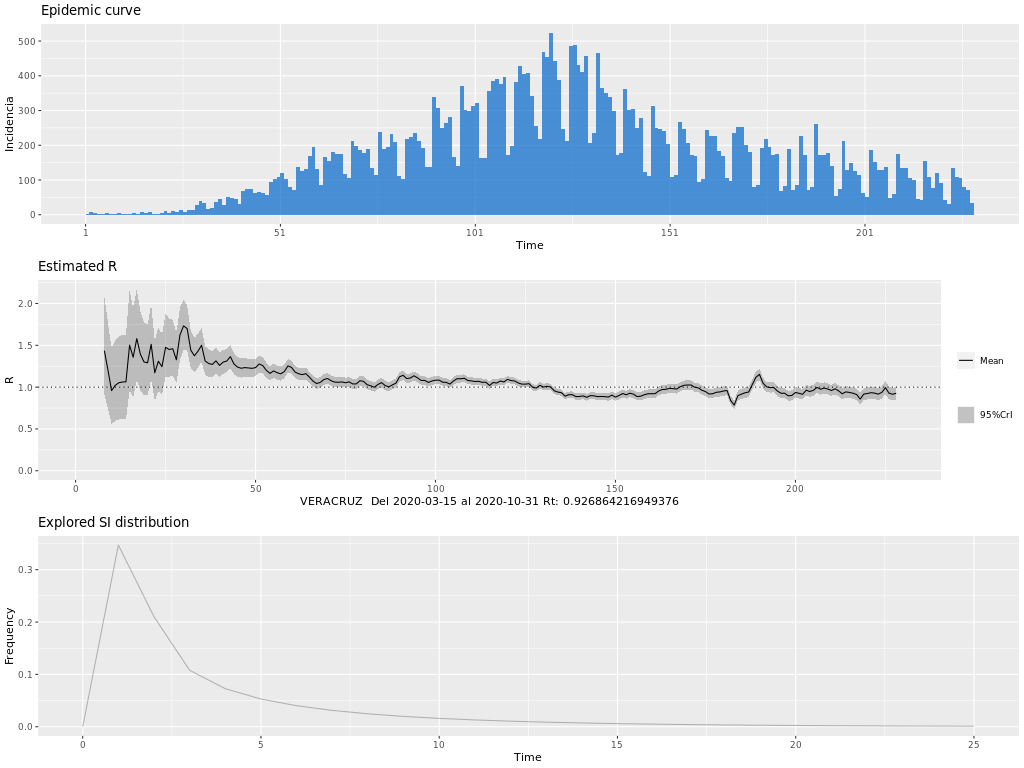 Epidemic curve
Incidencia
500
400
300
200
100
0
1
51
101
151
201
Time
Estimated R
R
2.0
1.5
1.0
0.5
0.0
0
50
100
150
200
Mean
95%CrI
VERACRUZ  Del 2020-03-15 al 2020-10-31 Rt: 0.926864216949376
Explored SI distribution
Frequency
0.3
0.2
0.1
0.0
0
5
10
15
20
25
Time